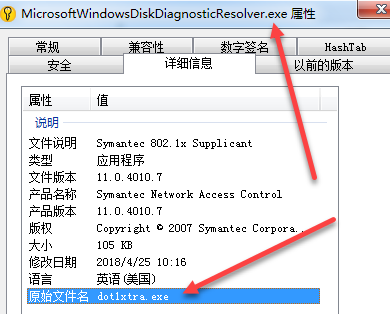 MicrosoftWindowsDiskDiagnosticResolver.exe 属性
常规 兼容性 数字签名 HashTab
安全 详细信息 以前的版本
属性 值
说明
文件说明 Symantec 802.1x Supplicant
类型 应用程序
文件版本 11.0.4010.7
产品名称 Symantec Network Access Control
产品版本 11.0.4010.7
版权 Copyright © 2007 Symantec Corpora...
大小 105 KB
修改日期 2018/4/25 10:16
语言 英语(美国)
原始文件名 dot1xtra.exe